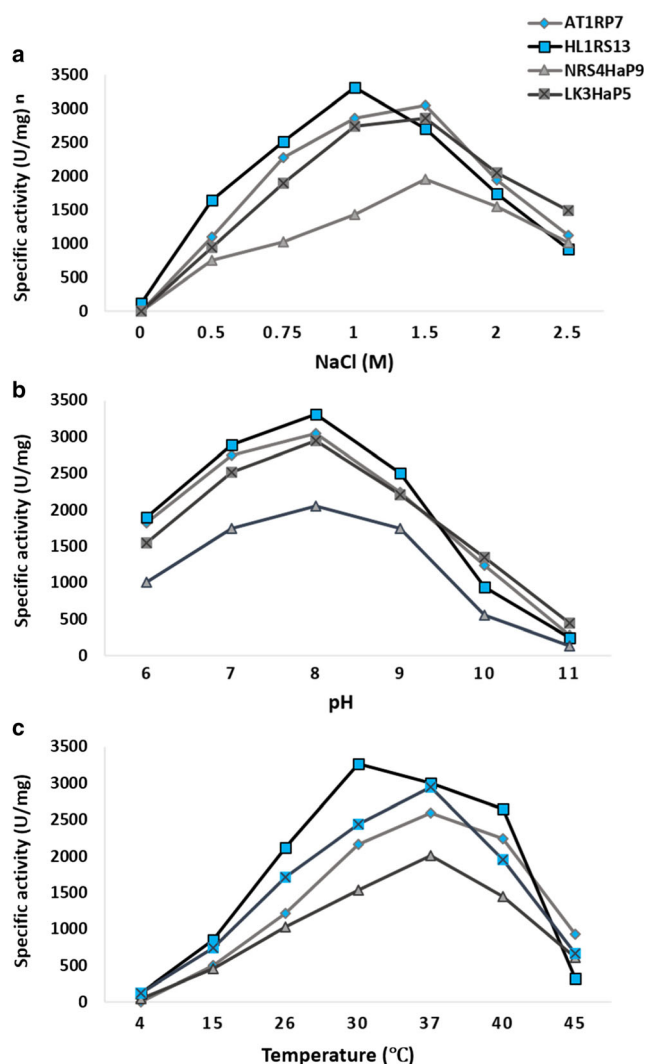 AT1RP7
HL1RS13
NRS4HaP9
LK3HaP5
a
Specific activity (U/mg) n
3500
3000
2500
2000
1500
1000
500
0
0 0.5 0.75 1 1.5 2 2.5
NaCl (M)
b
Specific activity (U/mg)
3500
3000
2500
2000
1500
1000
500
0
6 7 8 9 10 11
pH
c
Specific activity (U/mg)
3500
3000
2500
2000
1500
1000
500
0
4 15 26 30 37 40 45
Temperature (℃)